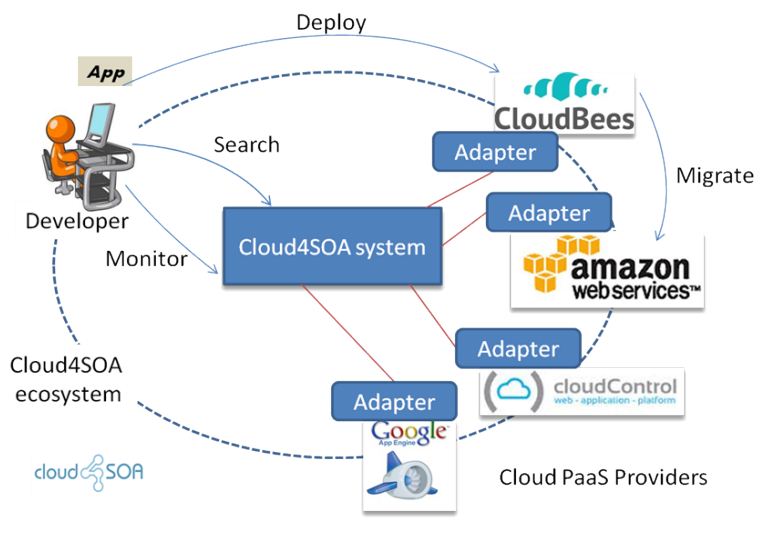 Deploy
App
CloudBees
Adapter
Search
Migrate
Adapter
Developer
Cloud4SOA system
Monitor
amazon
webservices™
Adapter
Cloud4SOA
ecosystem
cloudControl
web - application - platform
Adapter
Google
App Engine
cloud SOA
Cloud PaaS Providers